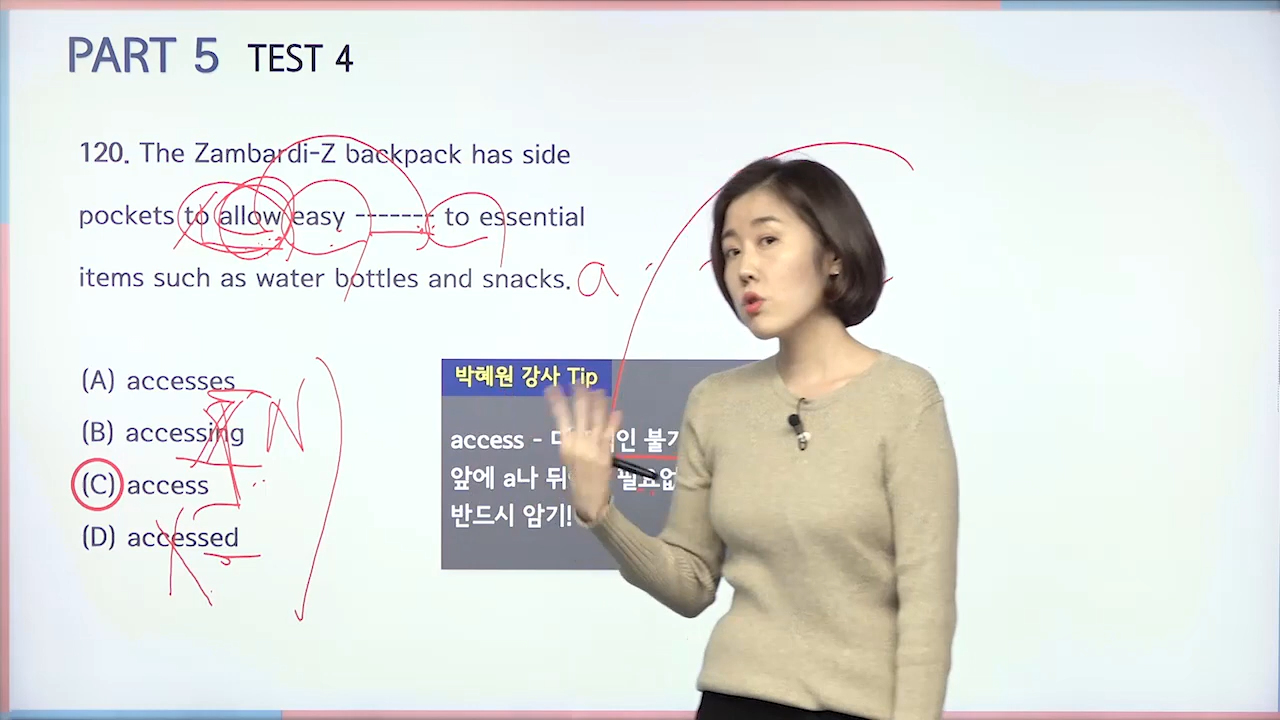 PART 5 TEST 4
120. The Zambardi-Z backpack has side
pockets to allow easy ------- to essential
items such as water bottles and snacks. a
(A) accesses
(B) accessing N
(C) access
(D) accessed
박혜원 강사 Tip
access -
앞에 a나
반드시 암기!